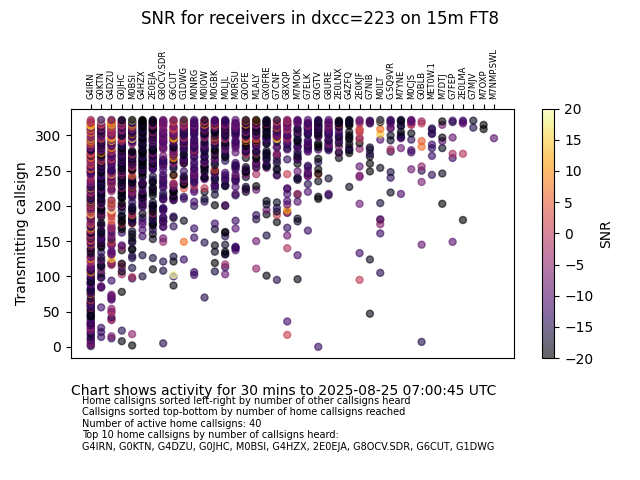 SNR for receivers in dxcc=223 on 15m FT8
G4IRN G0KTN G4DZU G0JHC M0BSI G4HZX 2E0EJA G8OCV.SDR G6CUT G1DWG M0NRG M0IOW M0GBK M0LJL M0RSU G0OFE M1ALY GX0FRE G7CNF G8XQP M7MOK G7ELK G0GTV G8URE 2E0LNX G4ZFQ 2E0KJF G7NIB M0ILT G-SQ9VR M7YNE M0CJS G0BLB MET0W.1 M7DTJ G7FEP 2E0LMA G7MJV M7OXP M7NMP.SWL
Transmitting callsign
300
250
200
150
100
50
0
20
15
10
5
0
−5
−10
−15
−20
SNR
Chart shows activity for 30 mins to 2025-08-25 07:00:45 UTC
Home callsigns sorted left-right by number of other callsigns heard
Callsigns sorted top-bottom by number of home callsigns reached
Number of active home callsigns: 40
Top 10 home callsigns by number of callsigns heard:
G4IRN, G0KTN, G4DZU, G0JHC, M0BSI, G4HZX, 2E0EJA, G8OCV.SDR, G6CUT, G1DWG